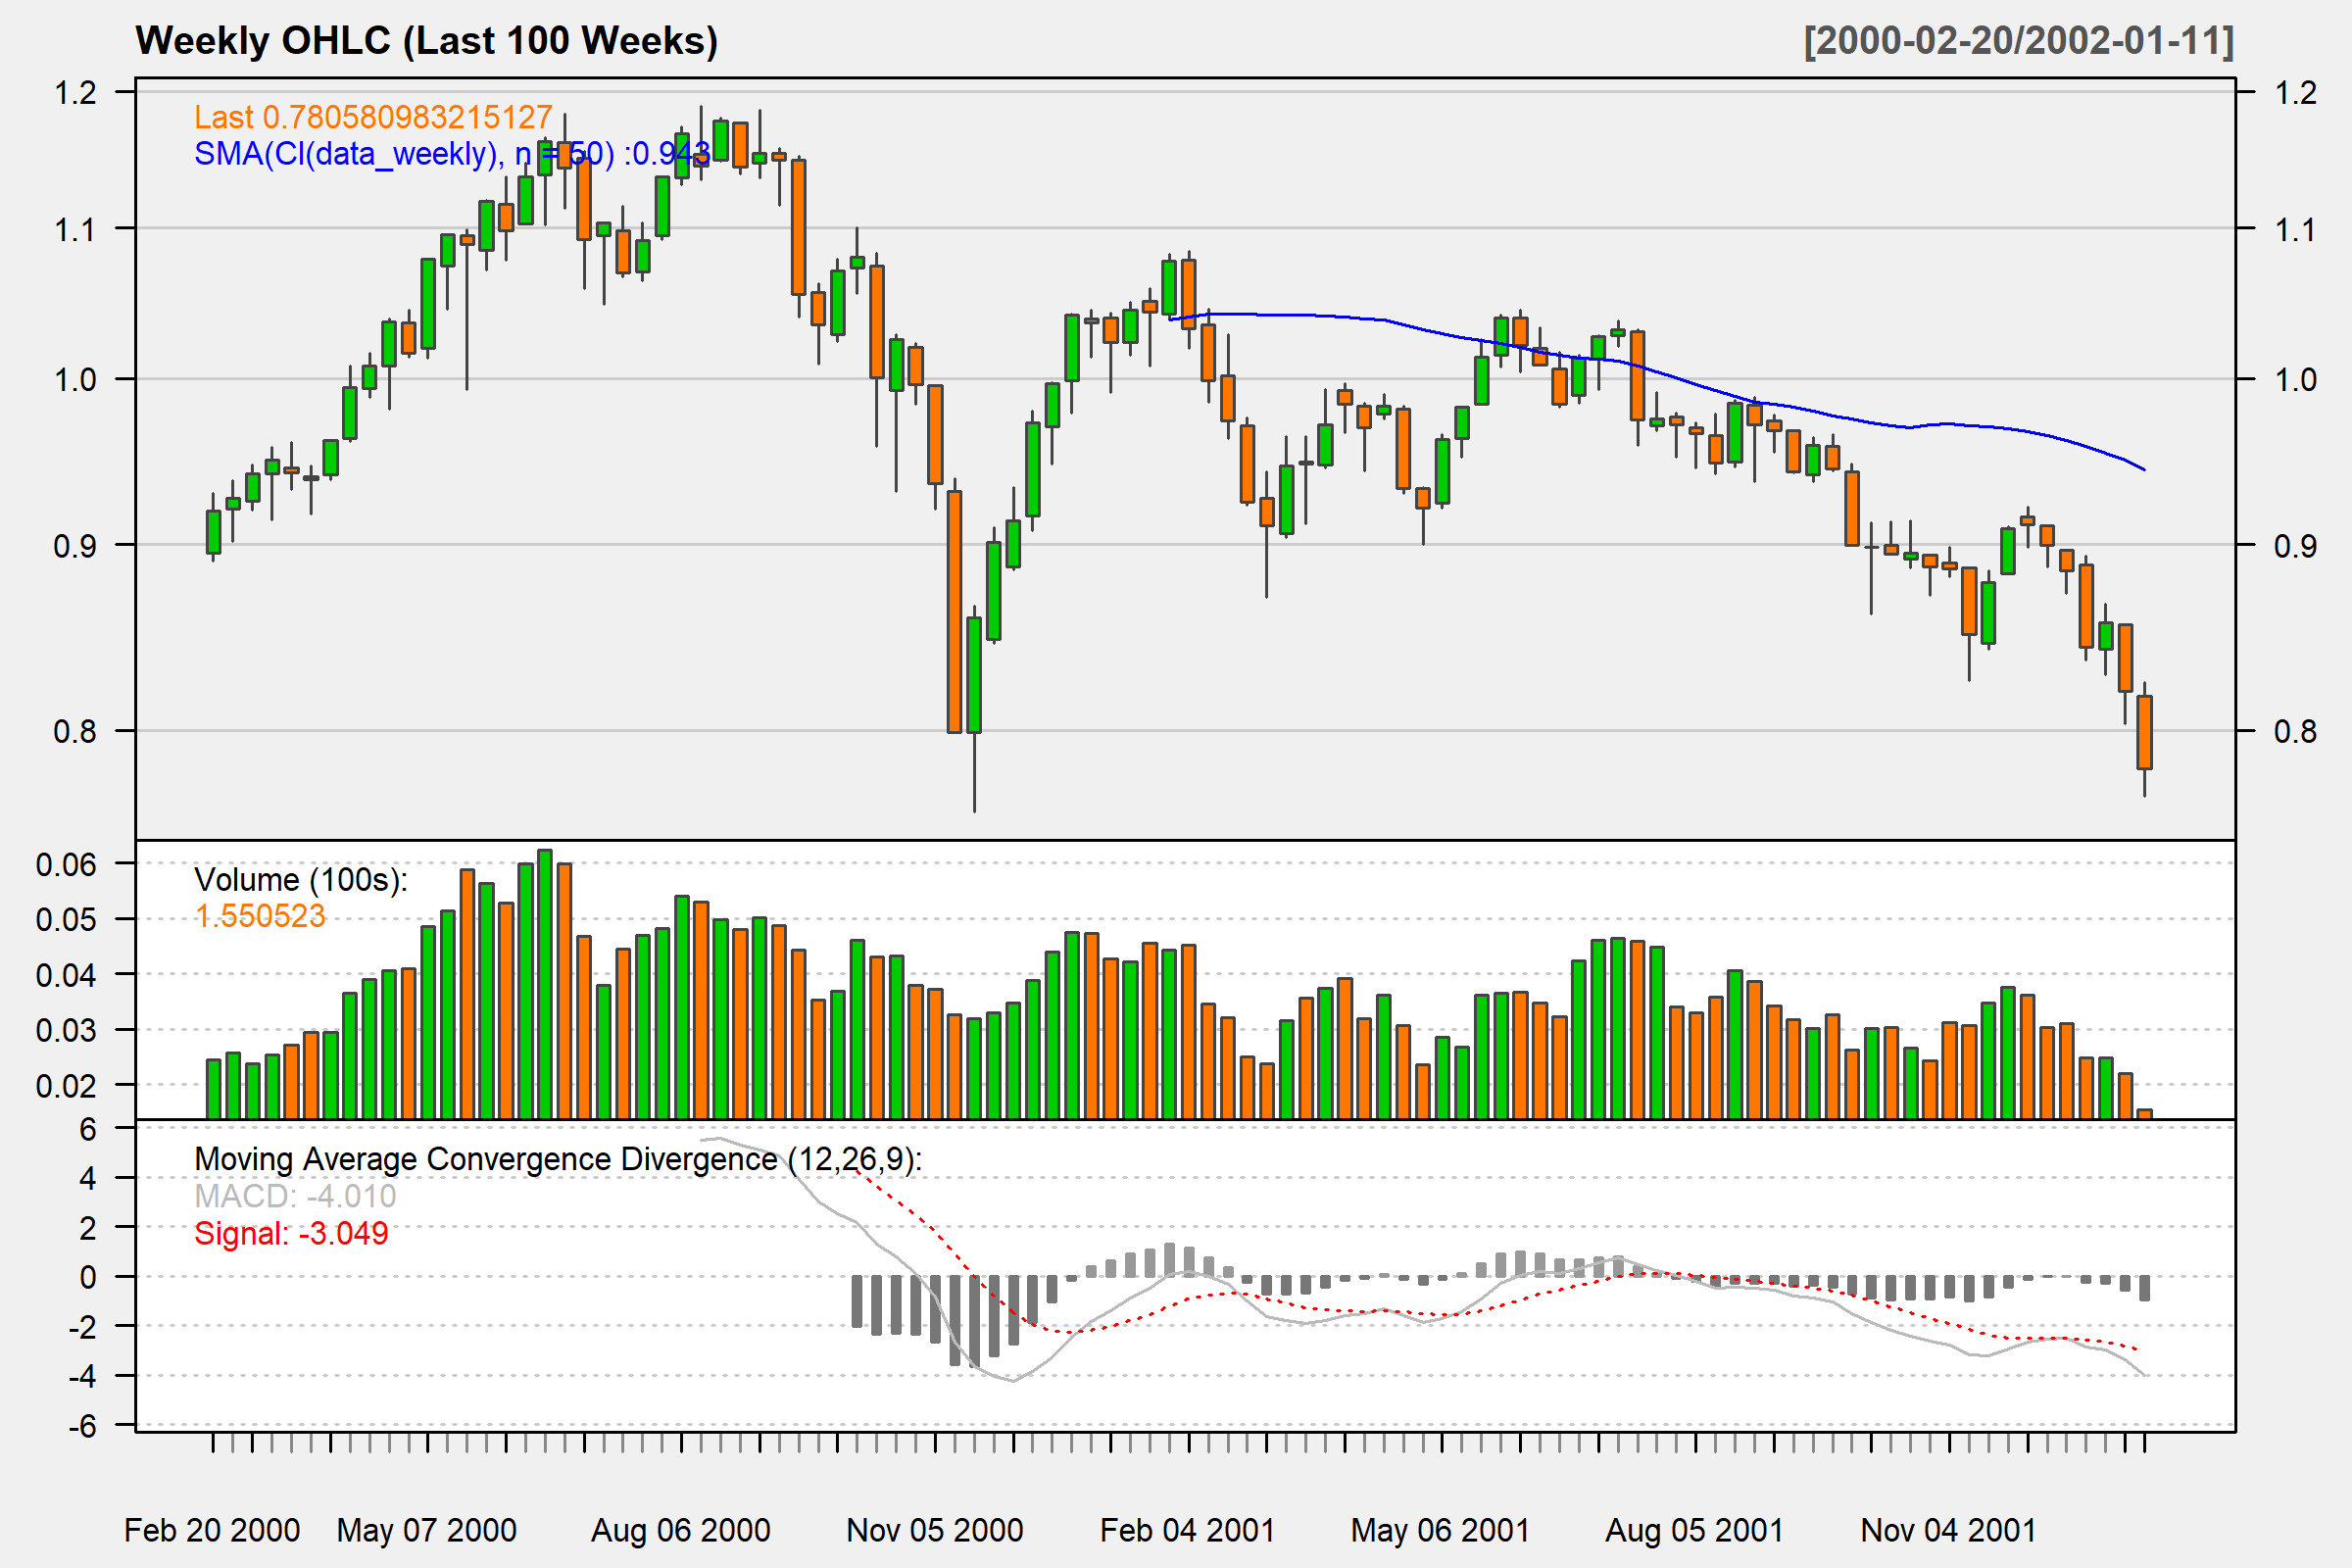 Weekly OHLC (Last 100 Weeks) [2000-02-20/2002-01-11]
1.2 1.2
Last 0.780580983215127
SMA(Cl(data_weekly), n = 50) :0.943
1.1 1.1
1.0 1.0
0.9 0.9
0.8 0.8
0.06
Volume (100s):
1.550523
0.05
0.04
0.03
0.02
6
Moving Average Convergence Divergence (12,26,9):
4
MACD: -4.010
2
Signal: -3.049
0
-2
-4
-6
Feb 20 2000 May 07 2000 Aug 06 2000 Nov 05 2000 Feb 04 2001 May 06 2001 Aug 05 2001 Nov 04 2001